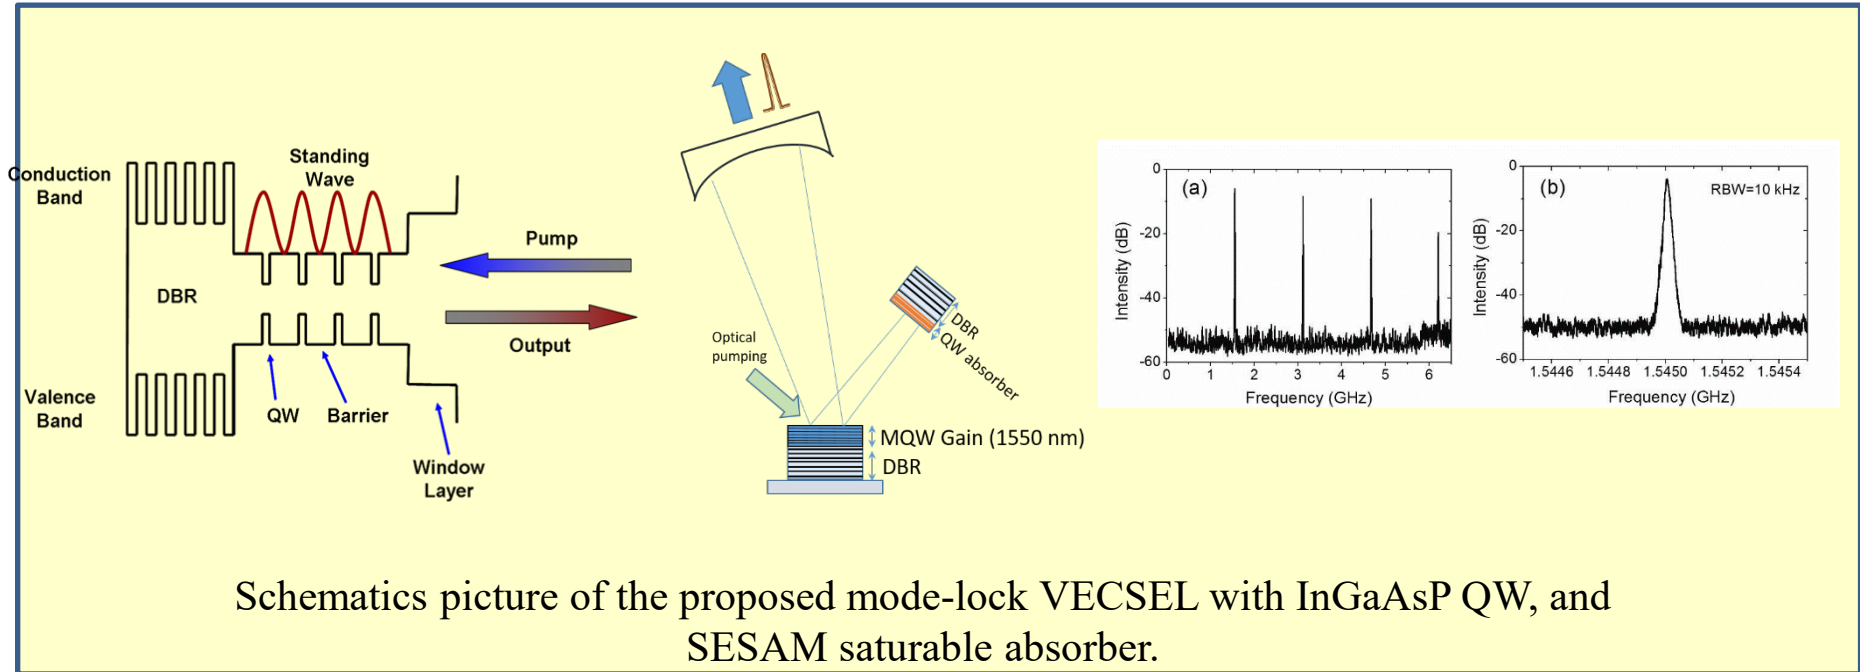 Conduction
Band
Standing
Wave
DBR
Pump
Output
Valence
Band
QW
Barrier
Window
Layer
Optical
pumping
DBR
QW absorber
MQW Gain (1550 nm)
DBR
(a)
Intensity (dB)
0
-20
-40
-60
0 1 2 3 4 5 6
Frequency (GHz)
(b)
RBW=10 kHz
Intensity (dB)
0
-20
-40
-60
1.5446 1.5448 1.5450 1.5452 1.5454
Frequency (GHz)
Schematics picture of the proposed mode-lock VECSEL with InGaAsP QW, and
SESAM saturable absorber.